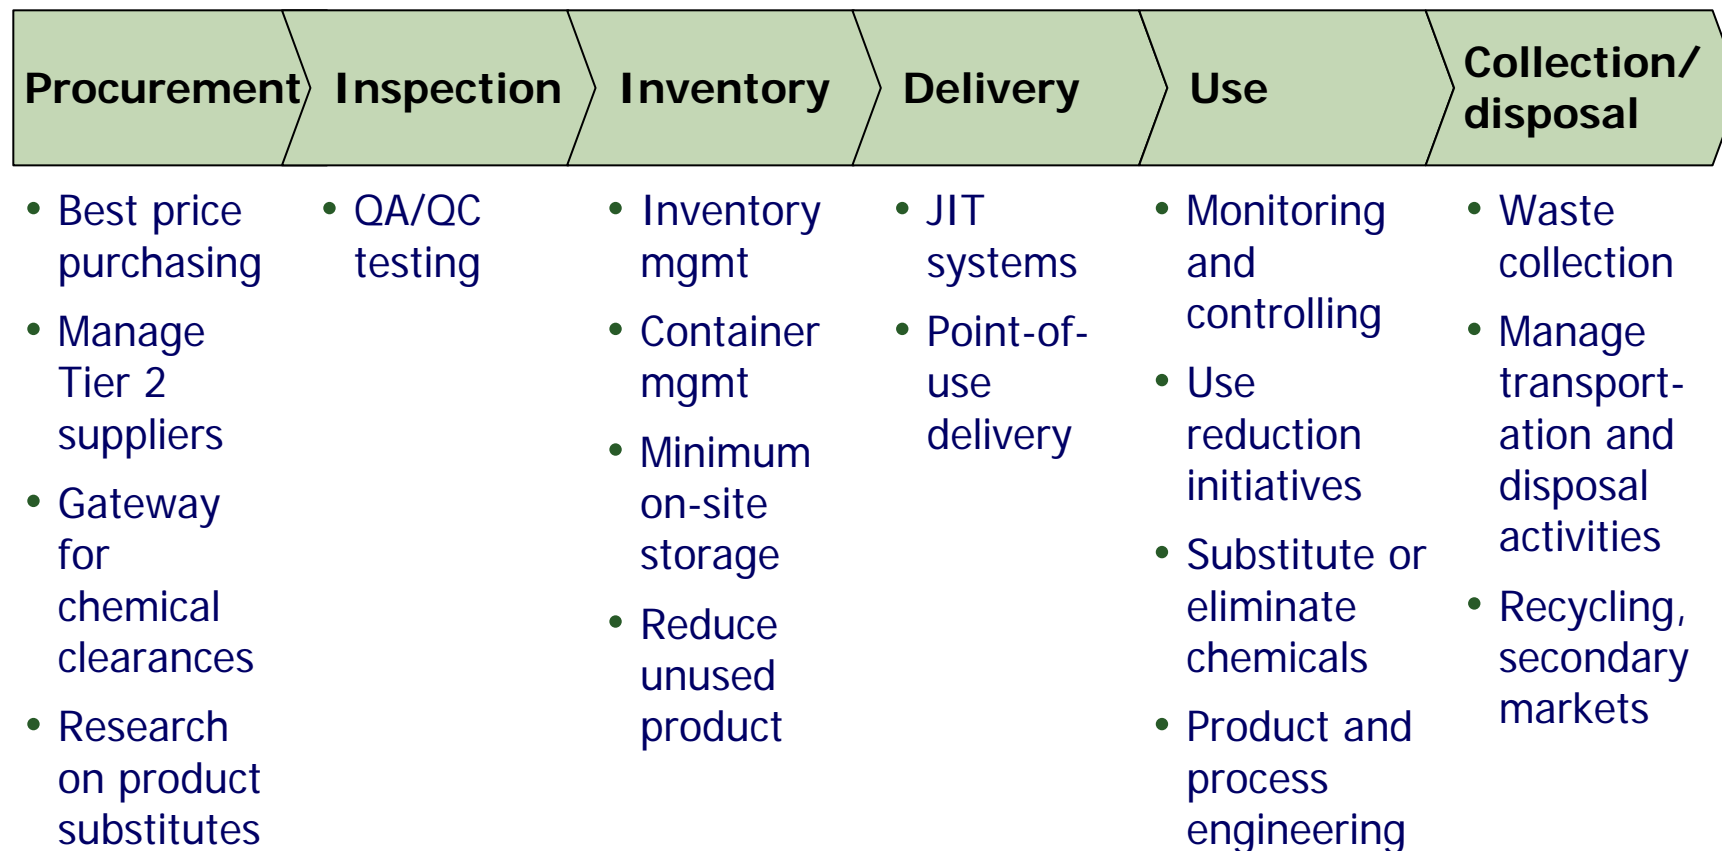 Procurement
Inspection
Inventory
Delivery
Use
Collection/
disposal
• Best price
purchasing
• Manage
Tier 2
suppliers
• Gateway
for
chemical
clearances
• Research
on product
substitutes
• QA/QC
testing
• Inventory
mgmt
• Container
mgmt
• Minimum
on-site
storage
• Reduce
unused
product
• JIT
systems
• Point-of-
use
delivery
• Monitoring
and
controlling
• Use
reduction
initiatives
• Substitute or
eliminate
chemicals
• Product and
process
engineering
• Waste
collection
• Manage
transport-
ation and
disposal
activities
• Recycling,
secondary
markets